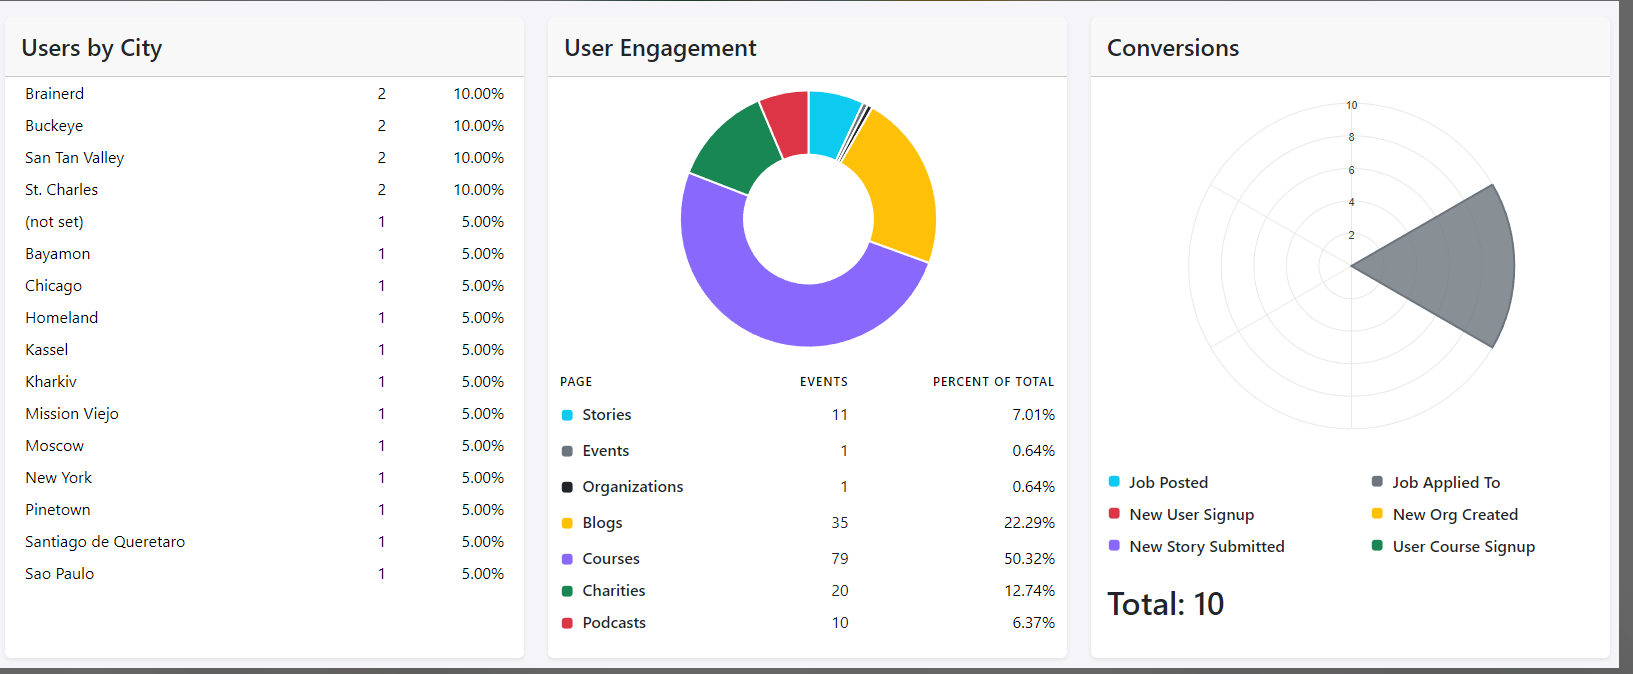 Users by City
Brainerd 2 10.00%
Buckeye 2 10.00%
San Tan Valley 2 10.00%
St. Charles 2 10.00%
(not set) 1 5.00%
Bayamon 1 5.00%
Chicago 1 5.00%
Homeland 1 5.00%
Kassel 1 5.00%
Kharkiv 1 5.00%
Mission Viejo 1 5.00%
Moscow 1 5.00%
New York 1 5.00%
Pinetown 1 5.00%
Santiago de Queretaro 1 5.00%
Sao Paulo 1 5.00%
User Engagement
PAGE EVENTS PERCENT OF TOTAL
Stories 11 7.01%
Events 1 0.64%
Organizations 1 0.64%
Blogs 35 22.29%
Courses 79 50.32%
Charities 20 12.74%
Podcasts 10 6.37%
Conversions
10
8
6
4
2
Job Posted Job Applied To
New User Signup New Org Created
New Story Submitted User Course Signup
Total: 10